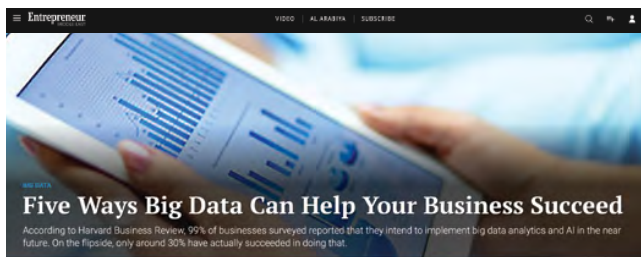 Entrepreneur
MIDDLE EAST
VIDEO | AL ARABIYA | SUBSCRIBE
BIG DATA
Five Ways Big Data Can Help Your Business Succeed
According to Harvard Business Review, 99% of businesses surveyed reported that they intend to implement big data analytics and AI in the near
future. On the flipside, only around 30% have actually succeeded in doing that.